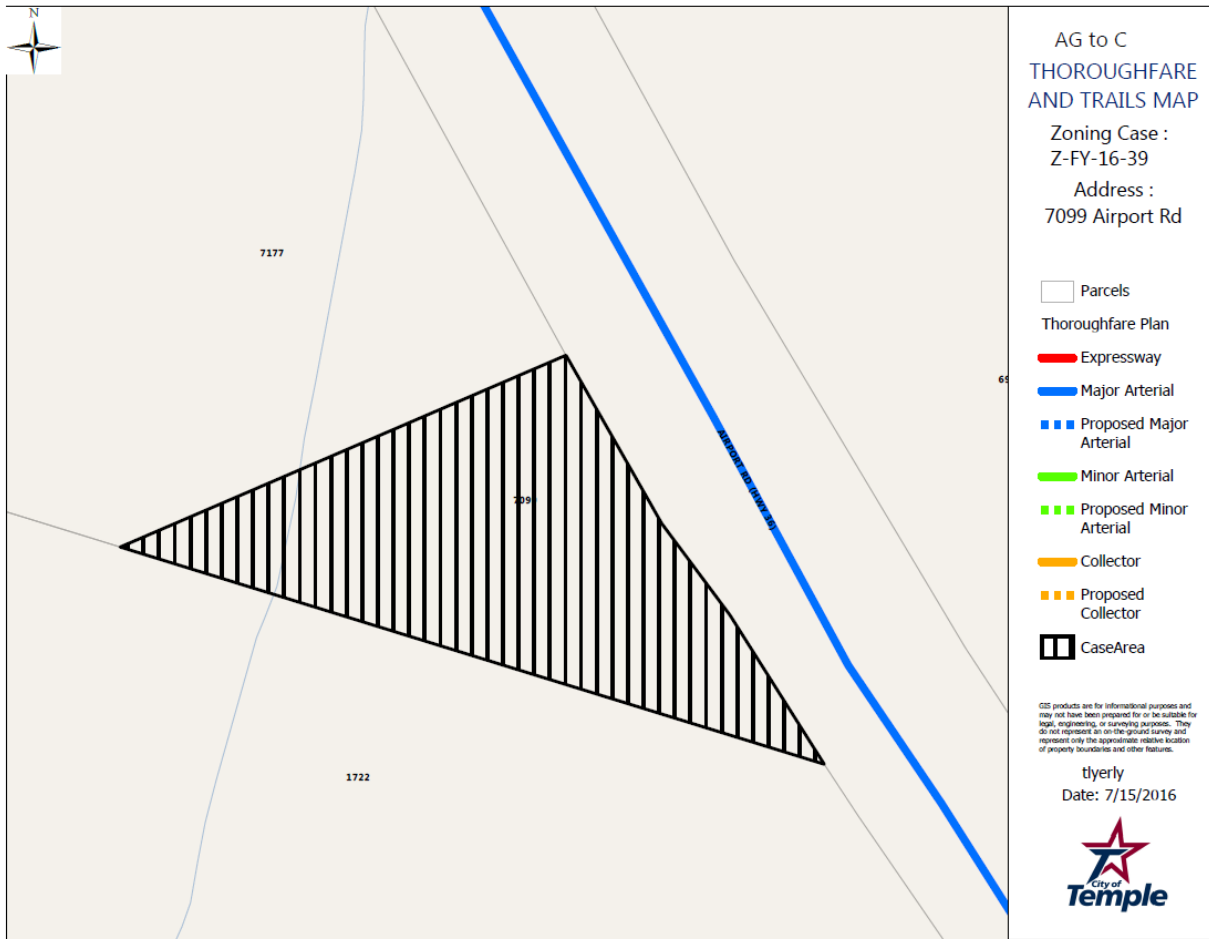 N
AG to C
THOROUGHFARE
AND TRAILS MAP
Zoning Case :
Z-FY-16-39
Address :
7099 Airport Rd
Parcels
Thoroughfare Plan
Expressway
Major Arterial
Proposed Major
Arterial
Minor Arterial
Proposed Minor
Arterial
Collector
Proposed
Collector
CaseArea
GIS products are for informational purposes and
may not have been prepared for or be suitable for
legal, engineering, or surveying purposes. They
do not represent an on-the-ground survey and
represent only the approximate relative location
of property boundaries and other features.
tlyerly
Date: 7/15/2016
City of
Temple
7177
AIRPORT RD (HWY 36)
7099
1722